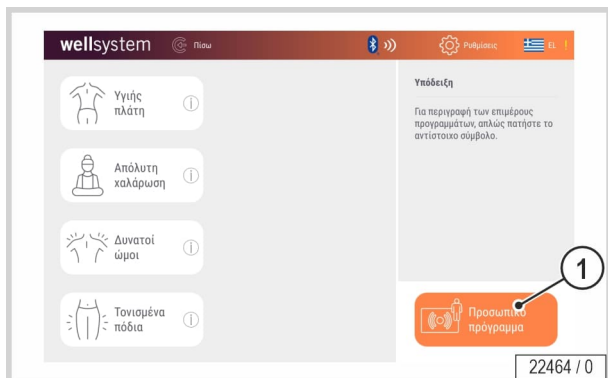 wellsystem Πίσω Ρυθμίσεις EL !
Υγιής
πλάτη
Απόλυτη
χαλάρωση
Δυνατοί
ώμοι
Τονισμένα
πόδια
Υπόδειξη
Για περιγραφή των επιμέρους
προγραμμάτων, απλώς πατήστε το
αντίστοιχο σύμβολο.
1
Προσωπικό
πρόγραμμα
22464 / 0